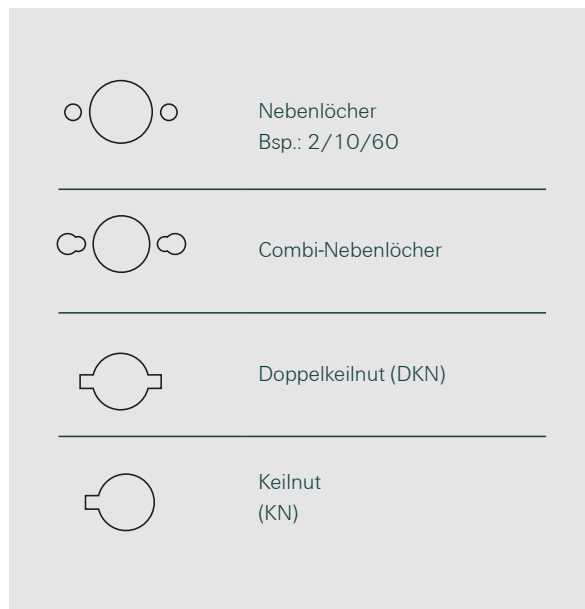 Nebenlöcher
Bsp.: 2/10/60
Combi-Nebenlöcher
Doppelkeilnut (DKN)
Keilnut
(KN)